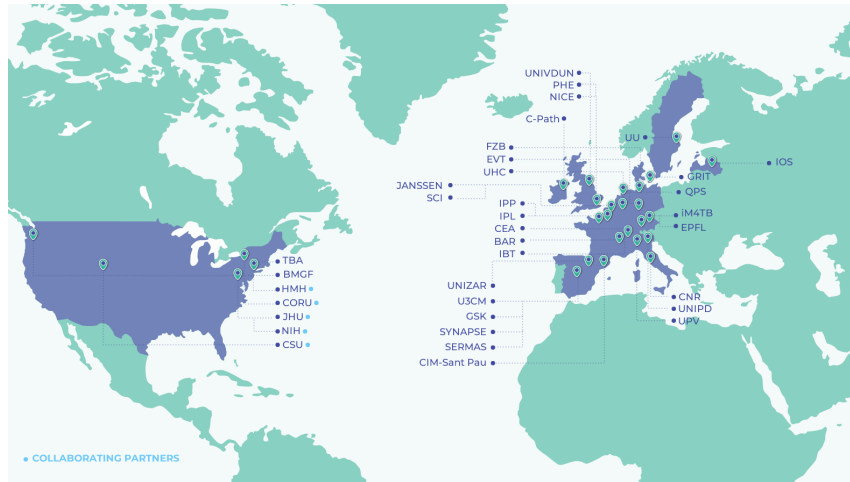 UNIVDUN
PHE
NICE
C-Path
UU
FZB
EVT
UHC
IOS
GRIT
QPS
JANSSEN
SCI
IPP
IPL
CEA
BAR
IBT
iM4TB
EPFL
TBA
BMGF
HMH
CORU
JHU
NIH
CSU
UNIZAR
U3CM
GSK
SYNAPSE
SERMAS
CIM-Sant Pau
CNR
UNIPD
UPV
COLLABORATING PARTNERS